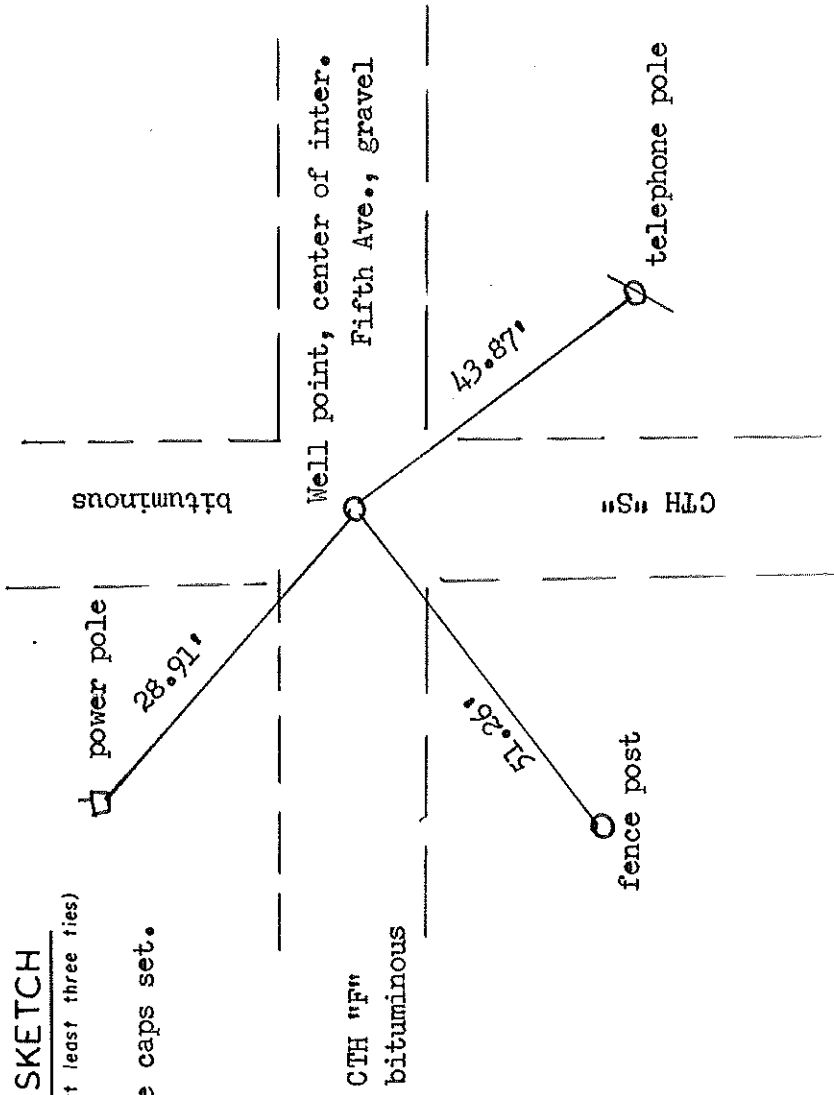 SKETCH
t least three ties)
e caps set.
power pole
28.91'
bituminous
Well point, center of inter.
Fifth Ave., gravel
CTH "F"
bituminous
51.26'
43.87'
CTH "S"
fence post
telephone pole